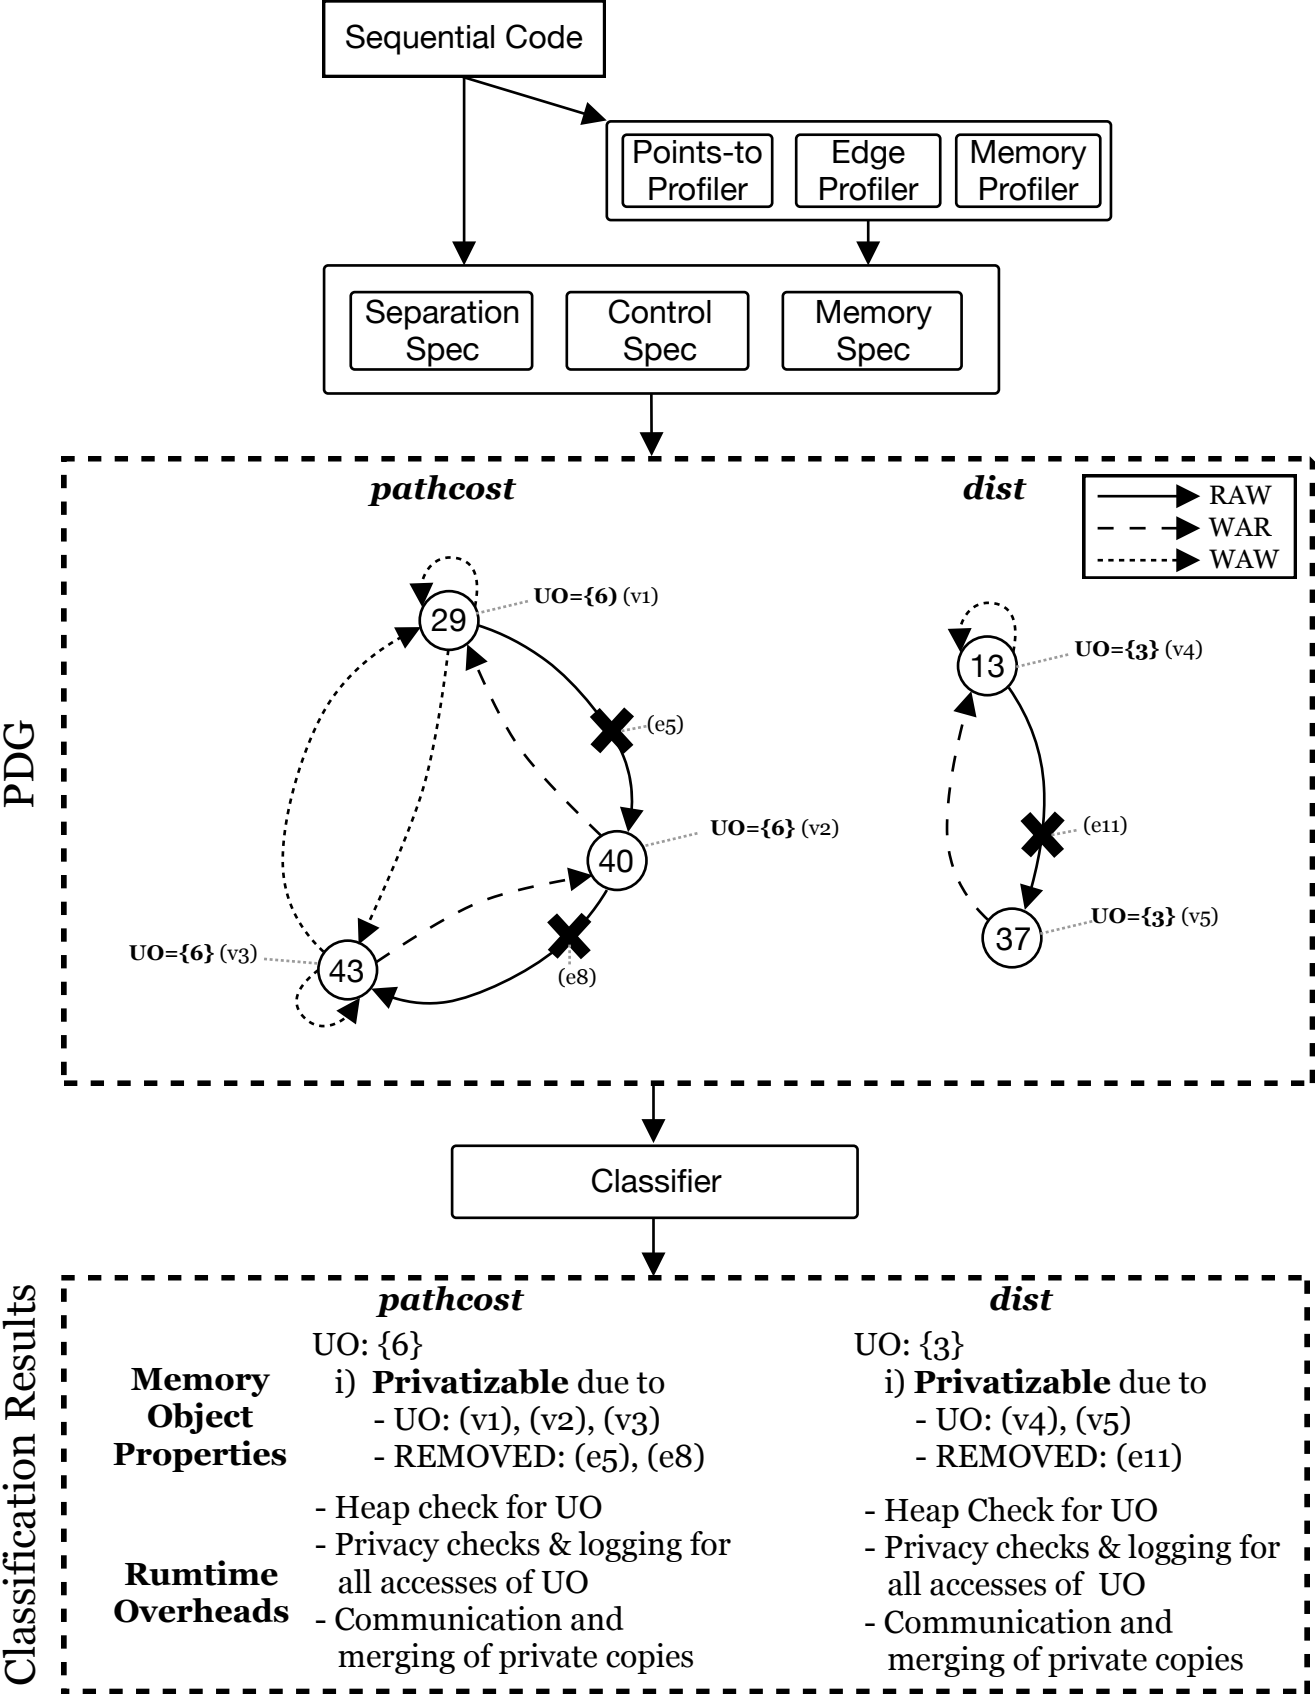 Sequential Code
Points-to
Profiler
Edge
Profiler
Memory
Profiler
Separation
Spec
Control
Spec
Memory
Spec
PDG
pathcost
dist
RAW
WAR
WAW
29
UO={6) (v1)
(e5)
40
UO={6} (v2)
43
UO={6} (v3)
(e8)
13
UO={3} (v4)
(e11)
37
UO={3} (v5)
Classifier
Classification Results
pathcost
dist
Memory
Object
Properties
UO: {6}
i) Privatizable due to
- UO: (v1), (v2), (v3)
- REMOVED: (e5), (e8)
UO: {3}
i) Privatizable due to
- UO: (v4), (v5)
- REMOVED: (e11)
Rumtime
Overheads
- Heap check for UO
- Privacy checks & logging for
all accesses of UO
- Communication and
merging of private copies
- Heap Check for UO
- Privacy checks & logging for
all accesses of UO
- Communication and
merging of private copies